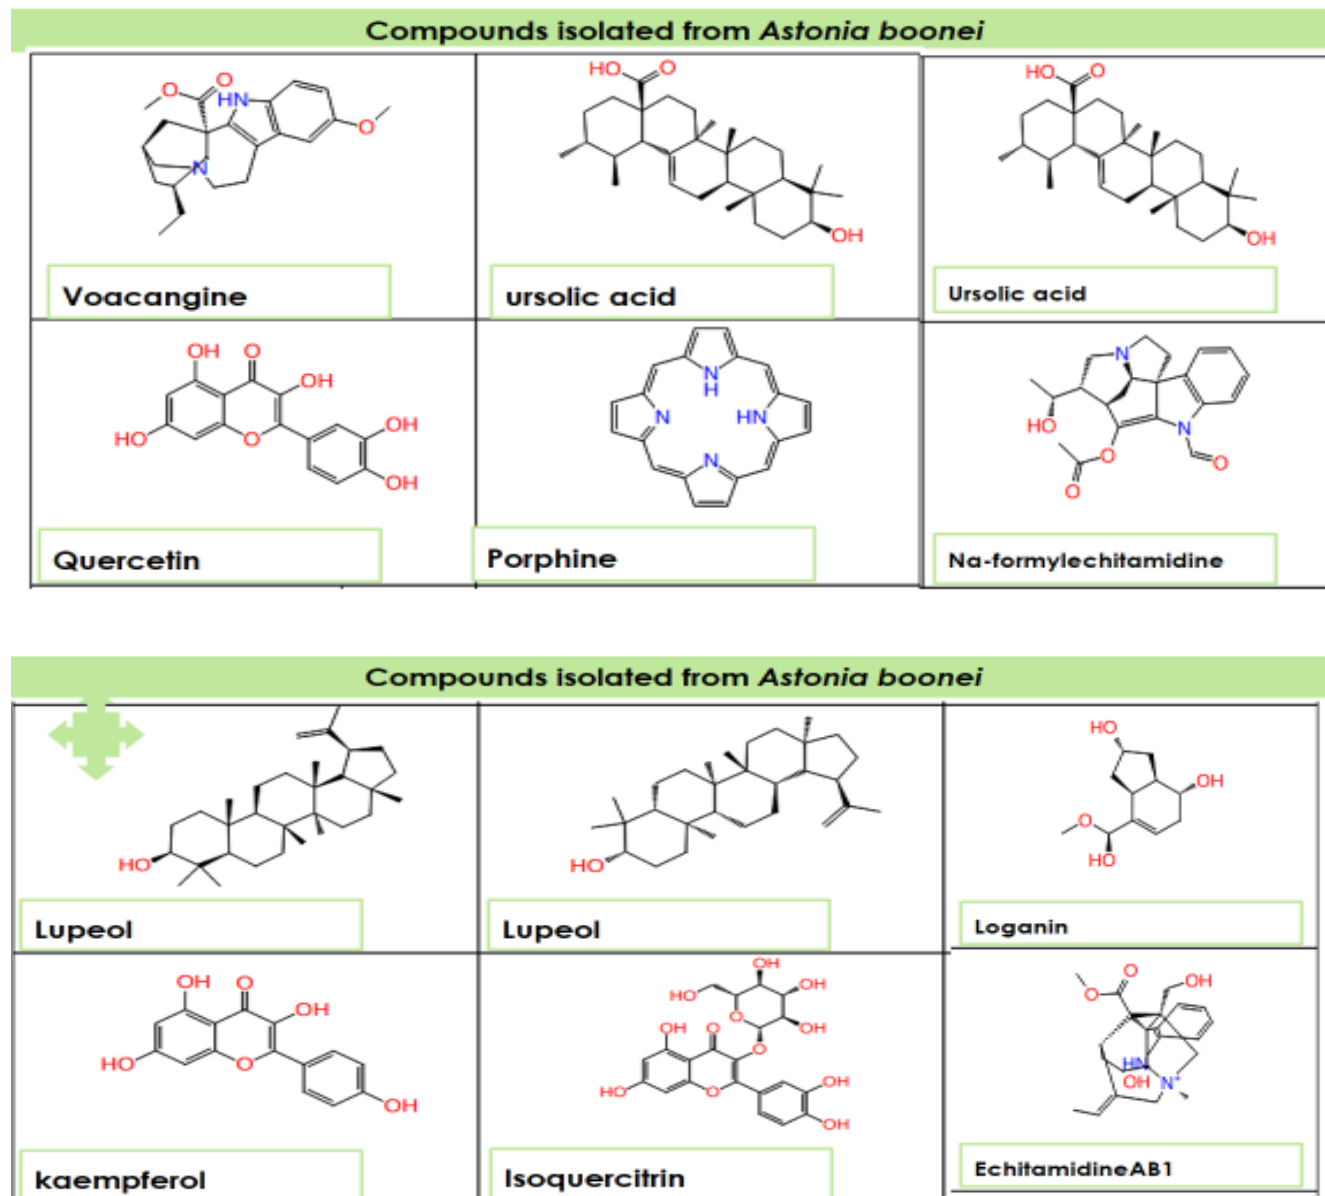 Compounds isolated from Astonia boonei
Voacangine
ursolic acid
Ursolic acid
Quercetin
Porphine
Na-formylechitamidine
Compounds isolated from Astonia boonei
Lupeol
Lupeol
Loganin
kaempferol
Isoquercitrin
EchitamidineAB1